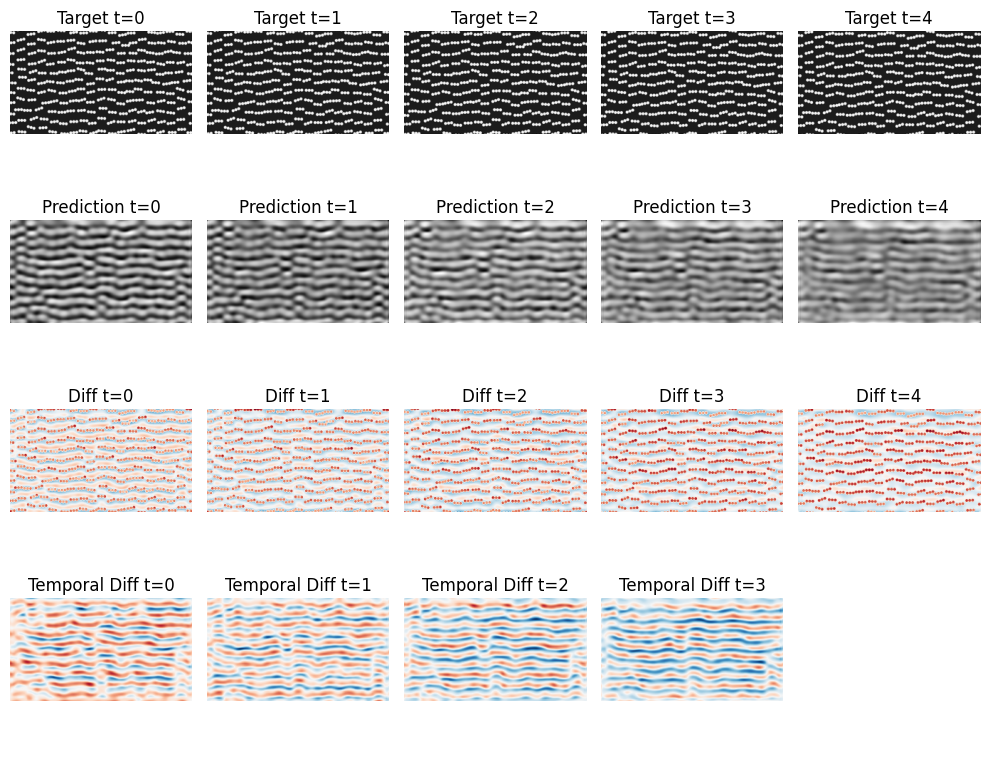 Target t=0 Target t=1 Target t=2 Target t=3 Target t=4
Prediction t=0 Prediction t=1 Prediction t=2 Prediction t=3 Prediction t=4
Diff t=0 Diff t=1 Diff t=2 Diff t=3 Diff t=4
Temporal Diff t=0 Temporal Diff t=1 Temporal Diff t=2 Temporal Diff t=3